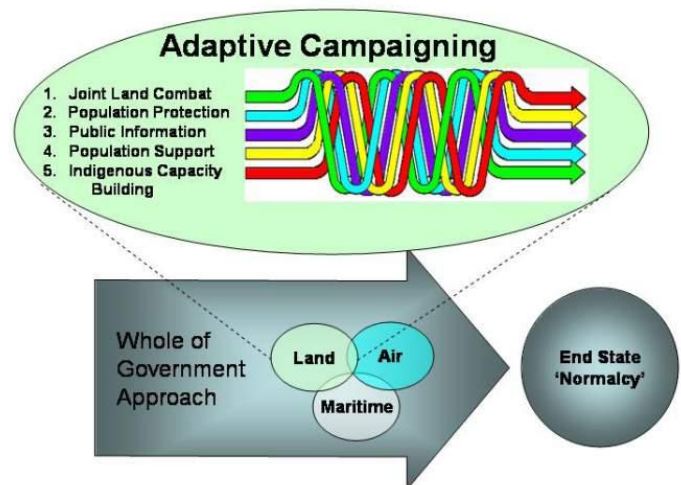 Adaptive Campaigning
1. Joint Land Combat
2. Population Protection
3. Public Information
4. Population Support
5. Indigenous Capacity
Building
Whole of
Government
Approach
Land
Air
Maritime
End State
'Normalcy'